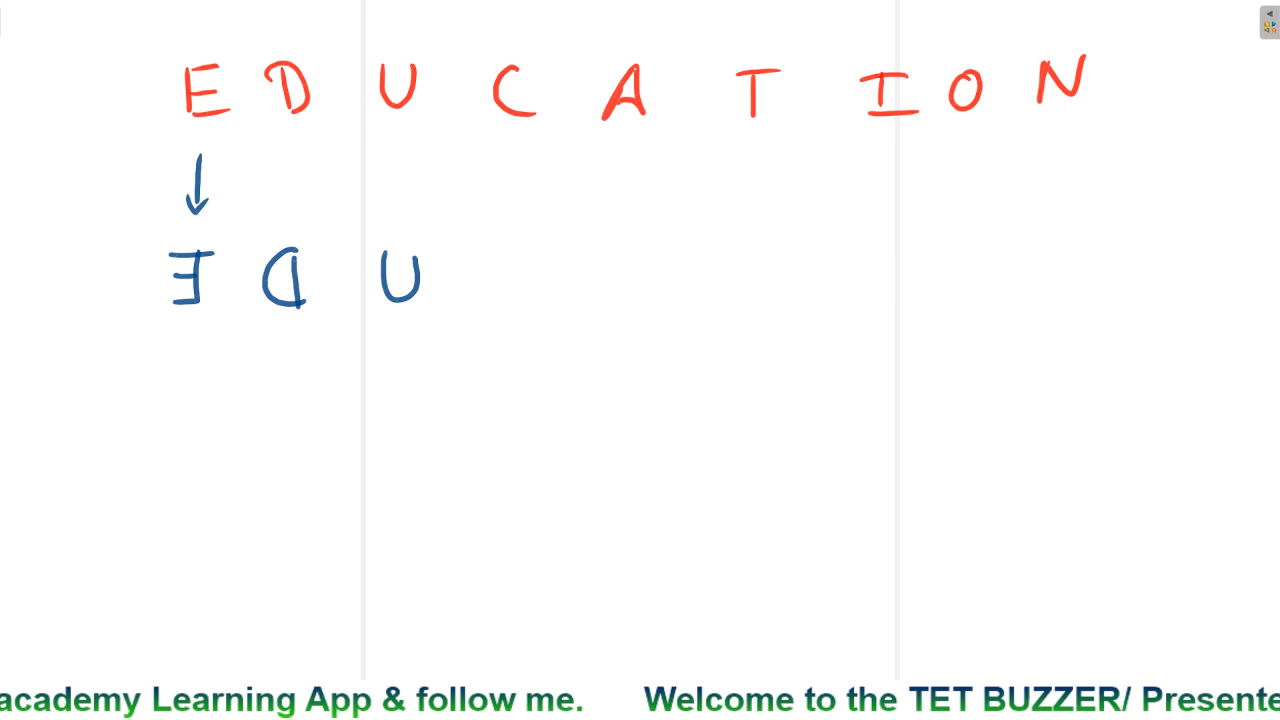 E D U C A T I O N
Ǝ ᗡ U
academy Learning App & follow me. Welcome to the TET BUZZER/ Presente